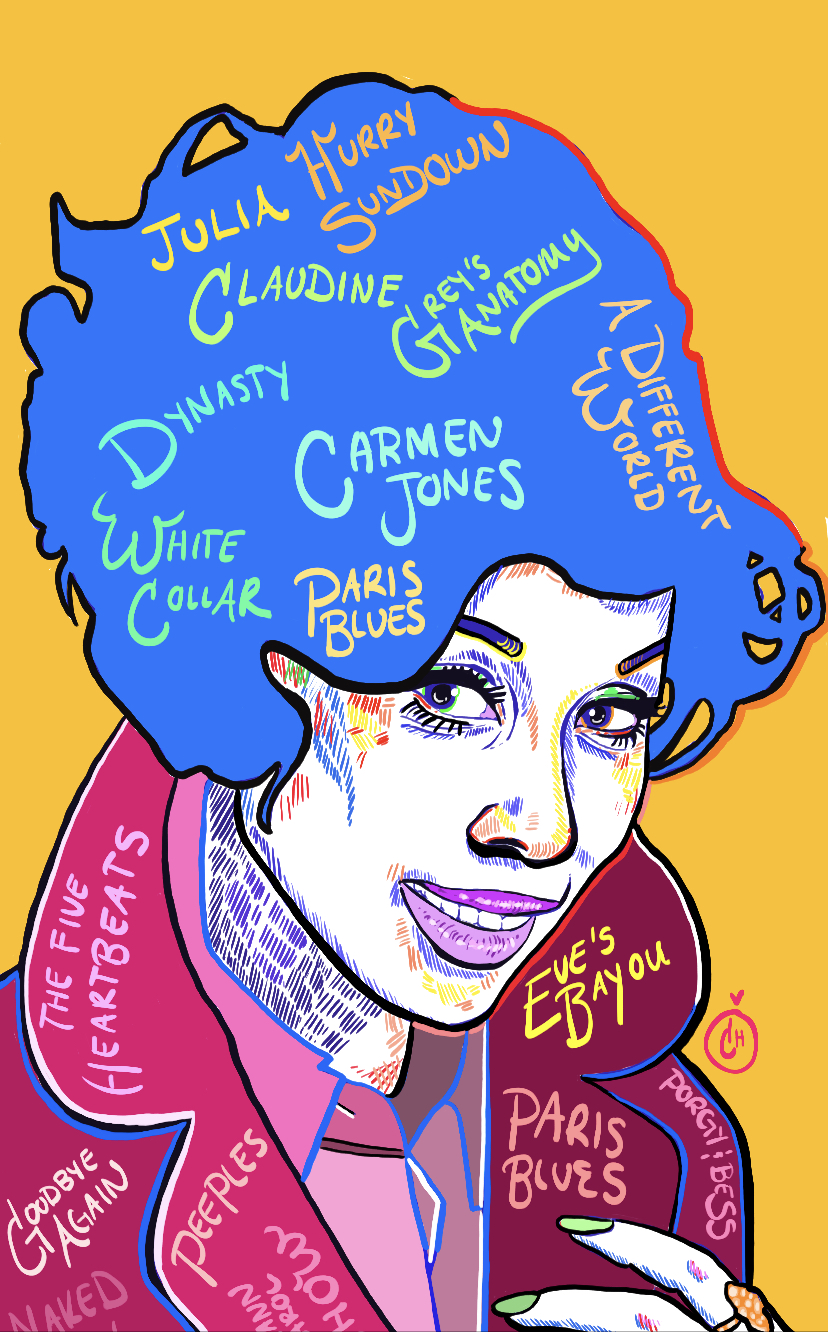 HURRY
SUNDOWN
JULIA
CLAUDINE
GREY'S
ANATOMY
A DIFFERENT
WORLD
DYNASTY
CARMEN
JONES
WHITE
COLLAR
PARIS
BLUES
THE FIVE
HEARTBEATS
EVE'S
BAYOU
PARIS
BLUES
PORGY & BESS
GOODBYE
AGAIN
PEEPLES
NAKED
CH